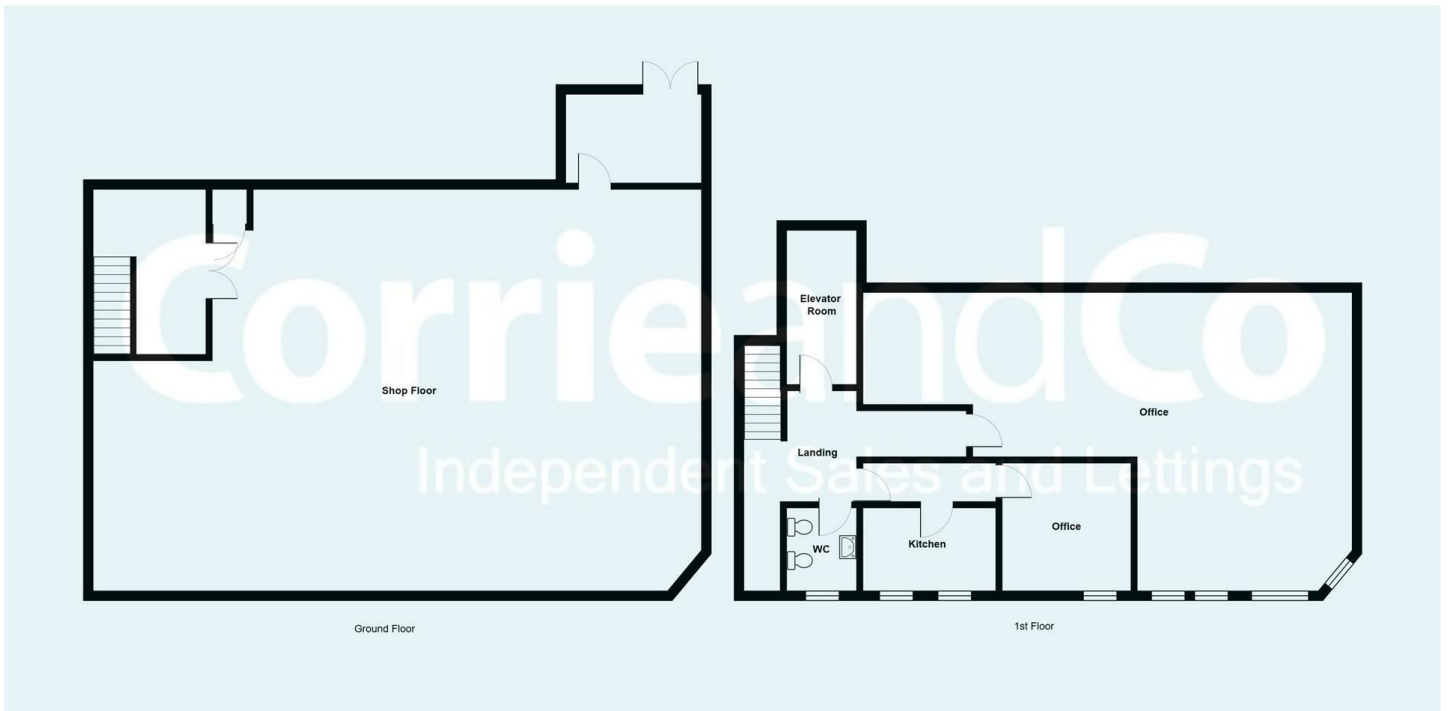 CorrieandCo
Independent Sales and Lettings
Shop Floor
Ground Floor
Elevator
Room
Office
Landing
Office
WC
Kitchen
1st Floor